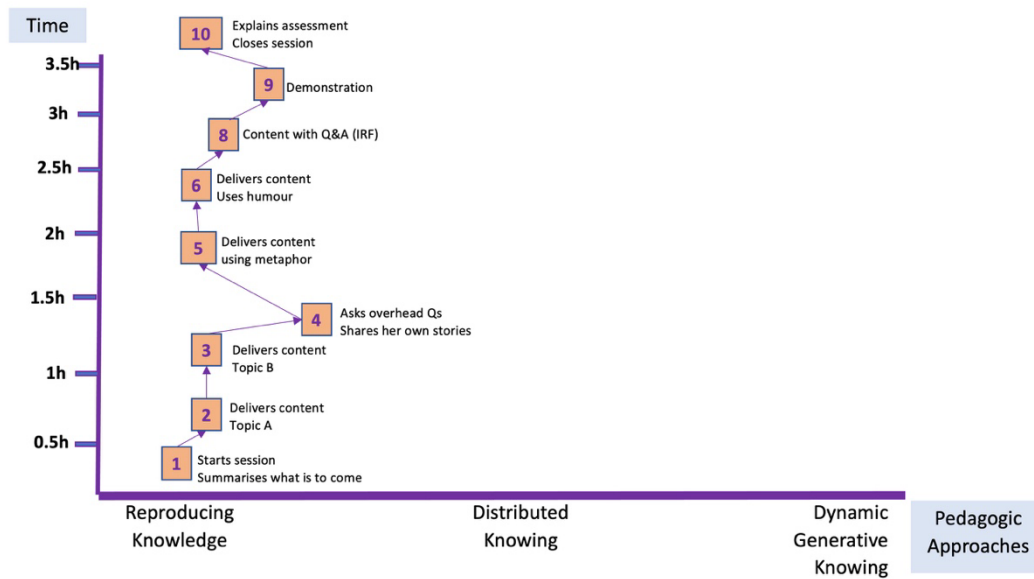 Time
10
Explains assessment
Closes session
3.5h
9
Demonstration
3h
8
Content with Q&A (IRF)
2.5h
6
Delivers content
Uses humour
2h
5
Delivers content
using metaphor
1.5h
4
Asks overhead Qs
Shares her own stories
3
Delivers content
Topic B
1h
2
Delivers content
Topic A
0.5h
1
Starts session
Summarises what is to come
Reproducing
Knowledge
Distributed
Knowing
Dynamic
Generative
Knowing
Pedagogic
Approaches